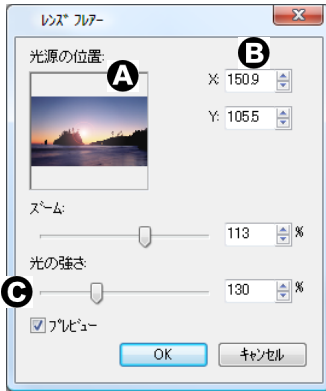 レンズ フレアー
光源の位置:
A
B
X: 150.9
Y: 105.5
ズーム:
113 %
光の強さ:
C
130 %
プレビュー
OK キャンセル